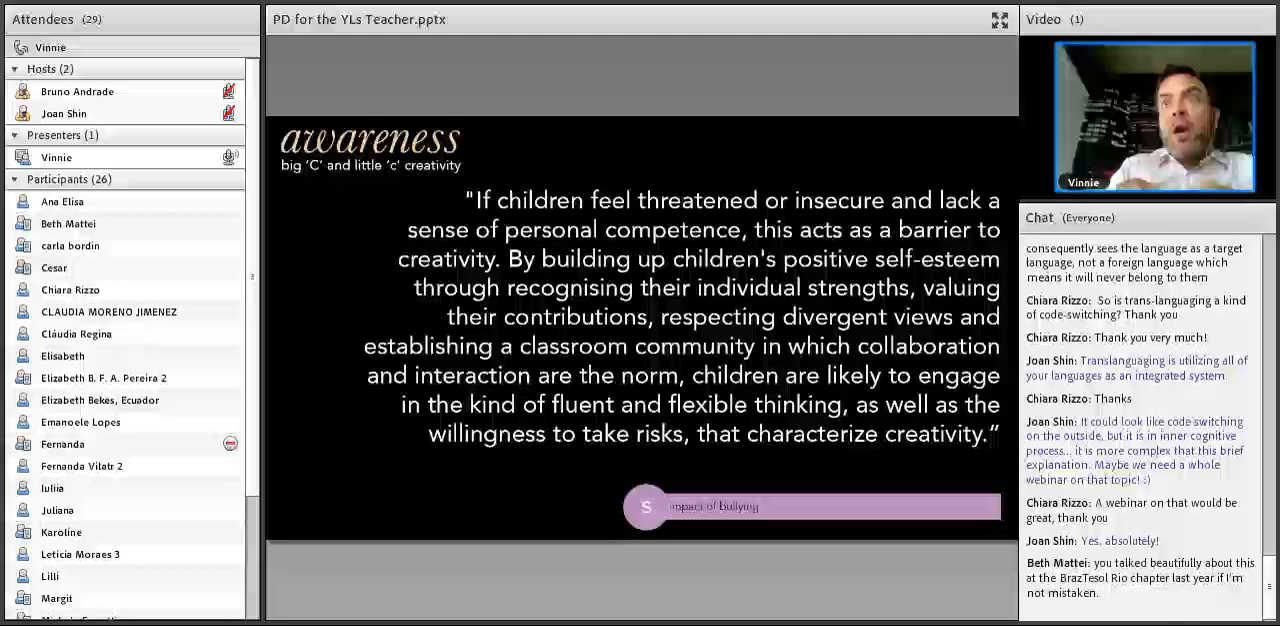 Attendees (29)
Vinnie
Hosts (2)
Bruno Andrade
Joan Shin
Presenters (1)
Vinnie
Participants (26)
Ana Elisa
Beth Mattei
carla bordin
Cesar
Chiara Rizzo
CLAUDIA MORENO JIMENEZ
Cláudia Regina
Elisabeth
Elizabeth B. F. A. Pereira 2
Elizabeth Bekes, Ecuador
Emanoele Lopes
Fernanda
Fernanda Vilatr 2
Iuliia
Juliana
Karoline
Leticia Moraes 3
Lilli
Margit
PD for the YLs Teacher.pptx
awareness
big 'C' and little 'c' creativity
"If children feel threatened or insecure and lack a
sense of personal competence, this acts as a barrier to
creativity. By building up children's positive self-esteem
through recognising their individual strengths, valuing
their contributions, respecting divergent views and
establishing a classroom community in which collaboration
and interaction are the norm, children are likely to engage
in the kind of fluent and flexible thinking, as well as the
willingness to take risks, that characterize creativity.”
S
impact of bullying
Video (1)
Vinnie
Chat (Everyone)
consequently sees the language as a target
language, not a foreign language which
means it will never belong to them
Chiara Rizzo: So is trans-languaging a kind
of code-switching? Thank you
Chiara Rizzo: Thank you very much!
Joan Shin: Translanguaging is utilizing all of
your languages as an integrated system
Chiara Rizzo: Thanks
Joan Shin: It could look like code switching
on the outside, but it is in inner cognitive
process... it is more complex that this brief
explanation. Maybe we need a whole
webinar on that topic! :)
Chiara Rizzo: A webinar on that would be
great, thank you
Joan Shin: Yes, absolutely!
Beth Mattei: you talked beautifully about this
at the BrazTesol Rio chapter last year if I'm
not mistaken.